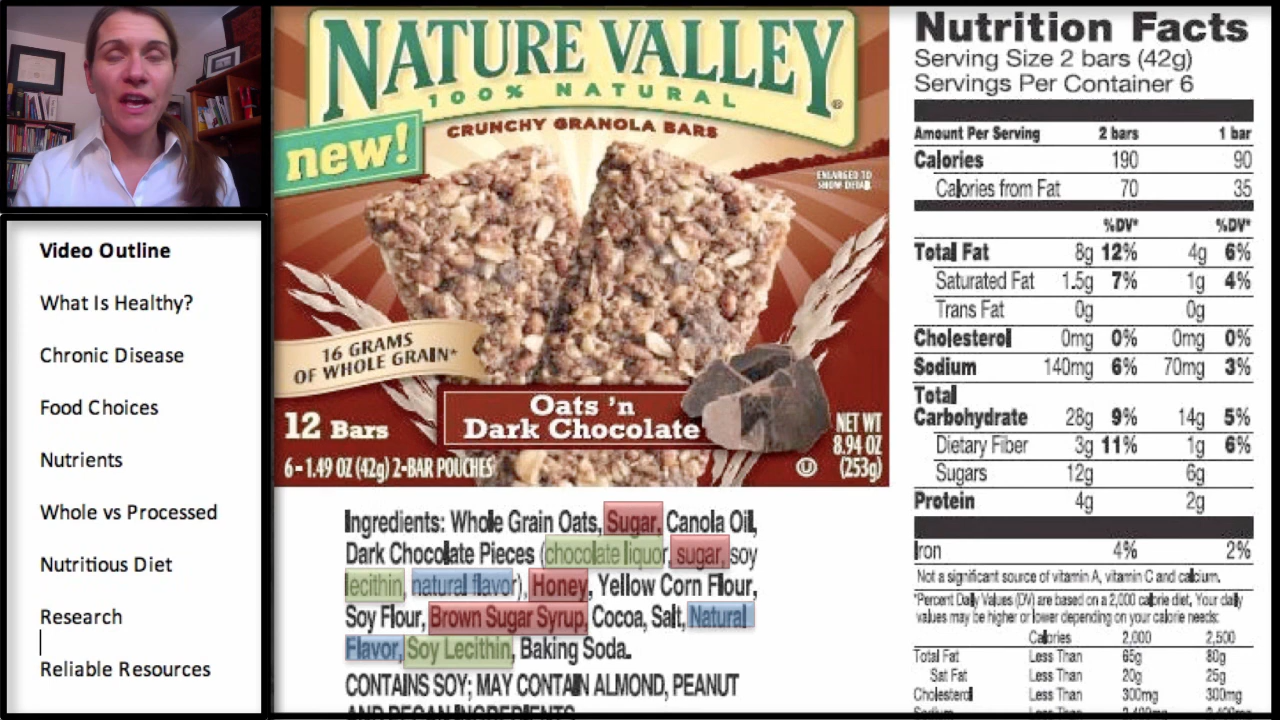 Video Outline
What Is Healthy?
Chronic Disease
Food Choices
Nutrients
Whole vs Processed
Nutritious Diet
Research
Reliable Resources
NATURE VALLEY®
100% NATURAL
CRUNCHY GRANOLA BARS
new!
ENLARGED TO
SHOW DETAIL
16 GRAMS
OF WHOLE GRAIN*
Oats 'n
Dark Chocolate
12 Bars
6-1.49 OZ (42g) 2-BAR POUCHES
NET WT
8.94 OZ
(253g)
Ingredients: Whole Grain Oats, Sugar, Canola Oil,
Dark Chocolate Pieces (chocolate liquor, sugar, soy
lecithin, natural flavor), Honey, Yellow Corn Flour,
Soy Flour, Brown Sugar Syrup, Cocoa, Salt, Natural
Flavor, Soy Lecithin, Baking Soda.
CONTAINS SOY; MAY CONTAIN ALMOND, PEANUT
AND PECAN INGREDIENTS
Nutrition Facts
Serving Size 2 bars (42g)
Servings Per Container 6
Amount Per Serving 2 bars 1 bar
Calories 190 90
Calories from Fat 70 35
%DV* %DV*
Total Fat 8g 12% 4g 6%
Saturated Fat 1.5g 7% 1g 4%
Trans Fat 0g 0g
Cholesterol 0mg 0% 0mg 0%
Sodium 140mg 6% 70mg 3%
Total
Carbohydrate 28g 9% 14g 5%
Dietary Fiber 3g 11% 1g 6%
Sugars 12g 6g
Protein 4g 2g
Iron 4% 2%
Not a significant source of vitamin A, vitamin C and calcium.
*Percent Daily Values (DV) are based on a 2,000 calorie diet. Your daily
values may be higher or lower depending on your calorie needs:
Calories 2,000 2,500
Total Fat Less Than 65g 80g
Sat Fat Less Than 20g 25g
Cholesterol Less Than 300mg 300mg
Sodium Less Than 2,400mg 2,400mg